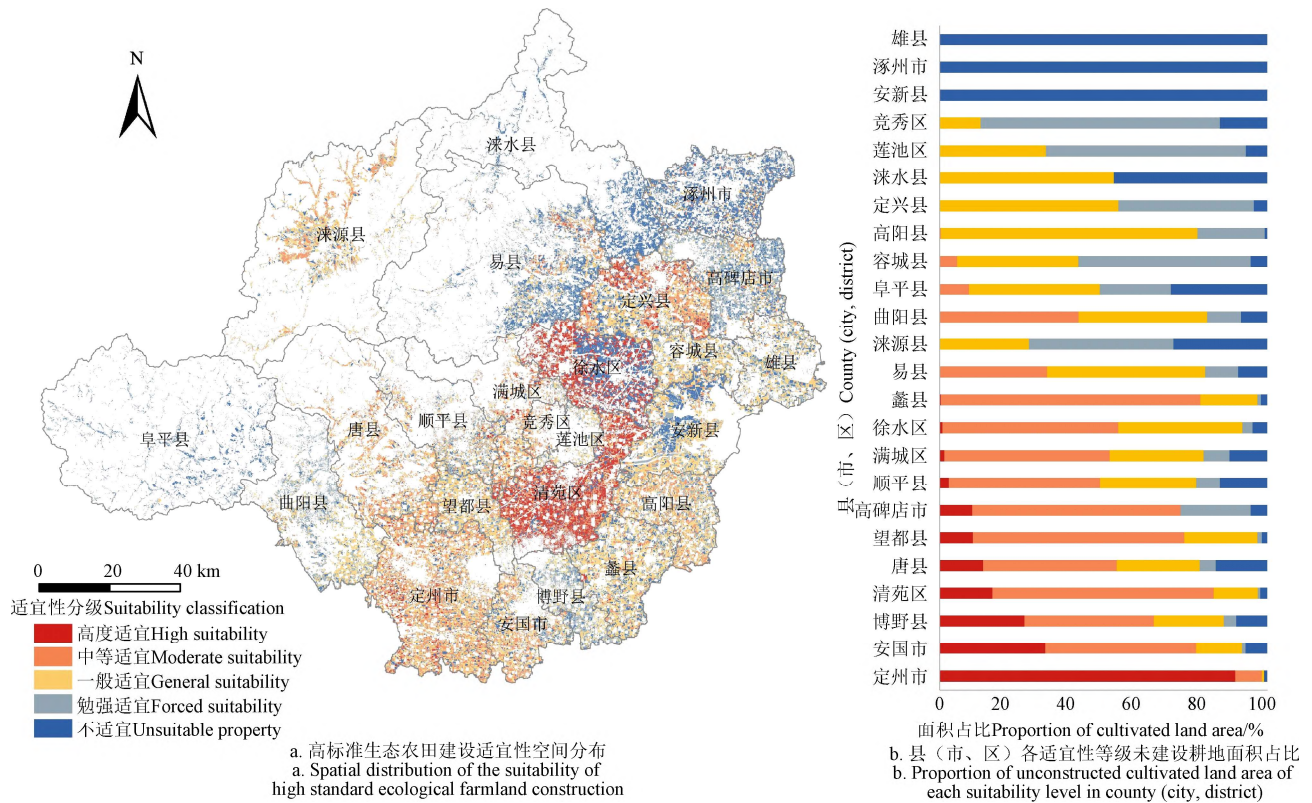 N
涞水县
涿州市
涞源县
易县
高碑店市
定兴县
容城县
雄县
徐水区
满城区
竞秀区
莲池区
安新县
顺平县
唐县
阜平县
曲阳县
望都县
清苑区
高阳县
蠡县
定州市
博野县
安国市
0 20 40 km
适宜性分级Suitability classification
高度适宜High suitability
中等适宜Moderate suitability
一般适宜General suitability
勉强适宜Forced suitability
不适宜Unsuitable property
a. 高标准生态农田建设适宜性空间分布
a. Spatial distribution of the suitability of
high standard ecological farmland construction
县（市、区）County (city, district)
雄县
涿州市
安新县
竞秀区
莲池区
涞水县
定兴县
高阳县
容城县
阜平县
曲阳县
涞源县
易县
蠡县
徐水区
满城区
顺平县
高碑店市
望都县
唐县
清苑区
博野县
安国市
定州市
0 20 40 60 80 100
面积占比Proportion of cultivated land area/%
b. 县（市、区）各适宜性等级未建设耕地面积占比
b. Proportion of unconstructed cultivated land area of
each suitability level in county (city, district)